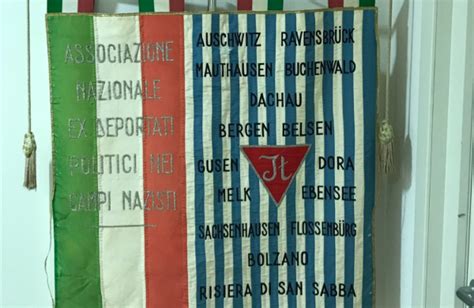 ASSOCIAZIONE
NAZIONALE
EX DEPORTATI
POLITICI NEI
CAMPI NAZISTI
AUSCHWITZ RAVENSBRÜCK
MAUTHAUSEN BUCHENWALD
DACHAU
BERGEN BELSEN
GUSEN It DORA
MELK EBENSEE
SACHSENHAUSEN FLOSSENBÜRG
BOLZANO
RISIERA DI SAN SABBA